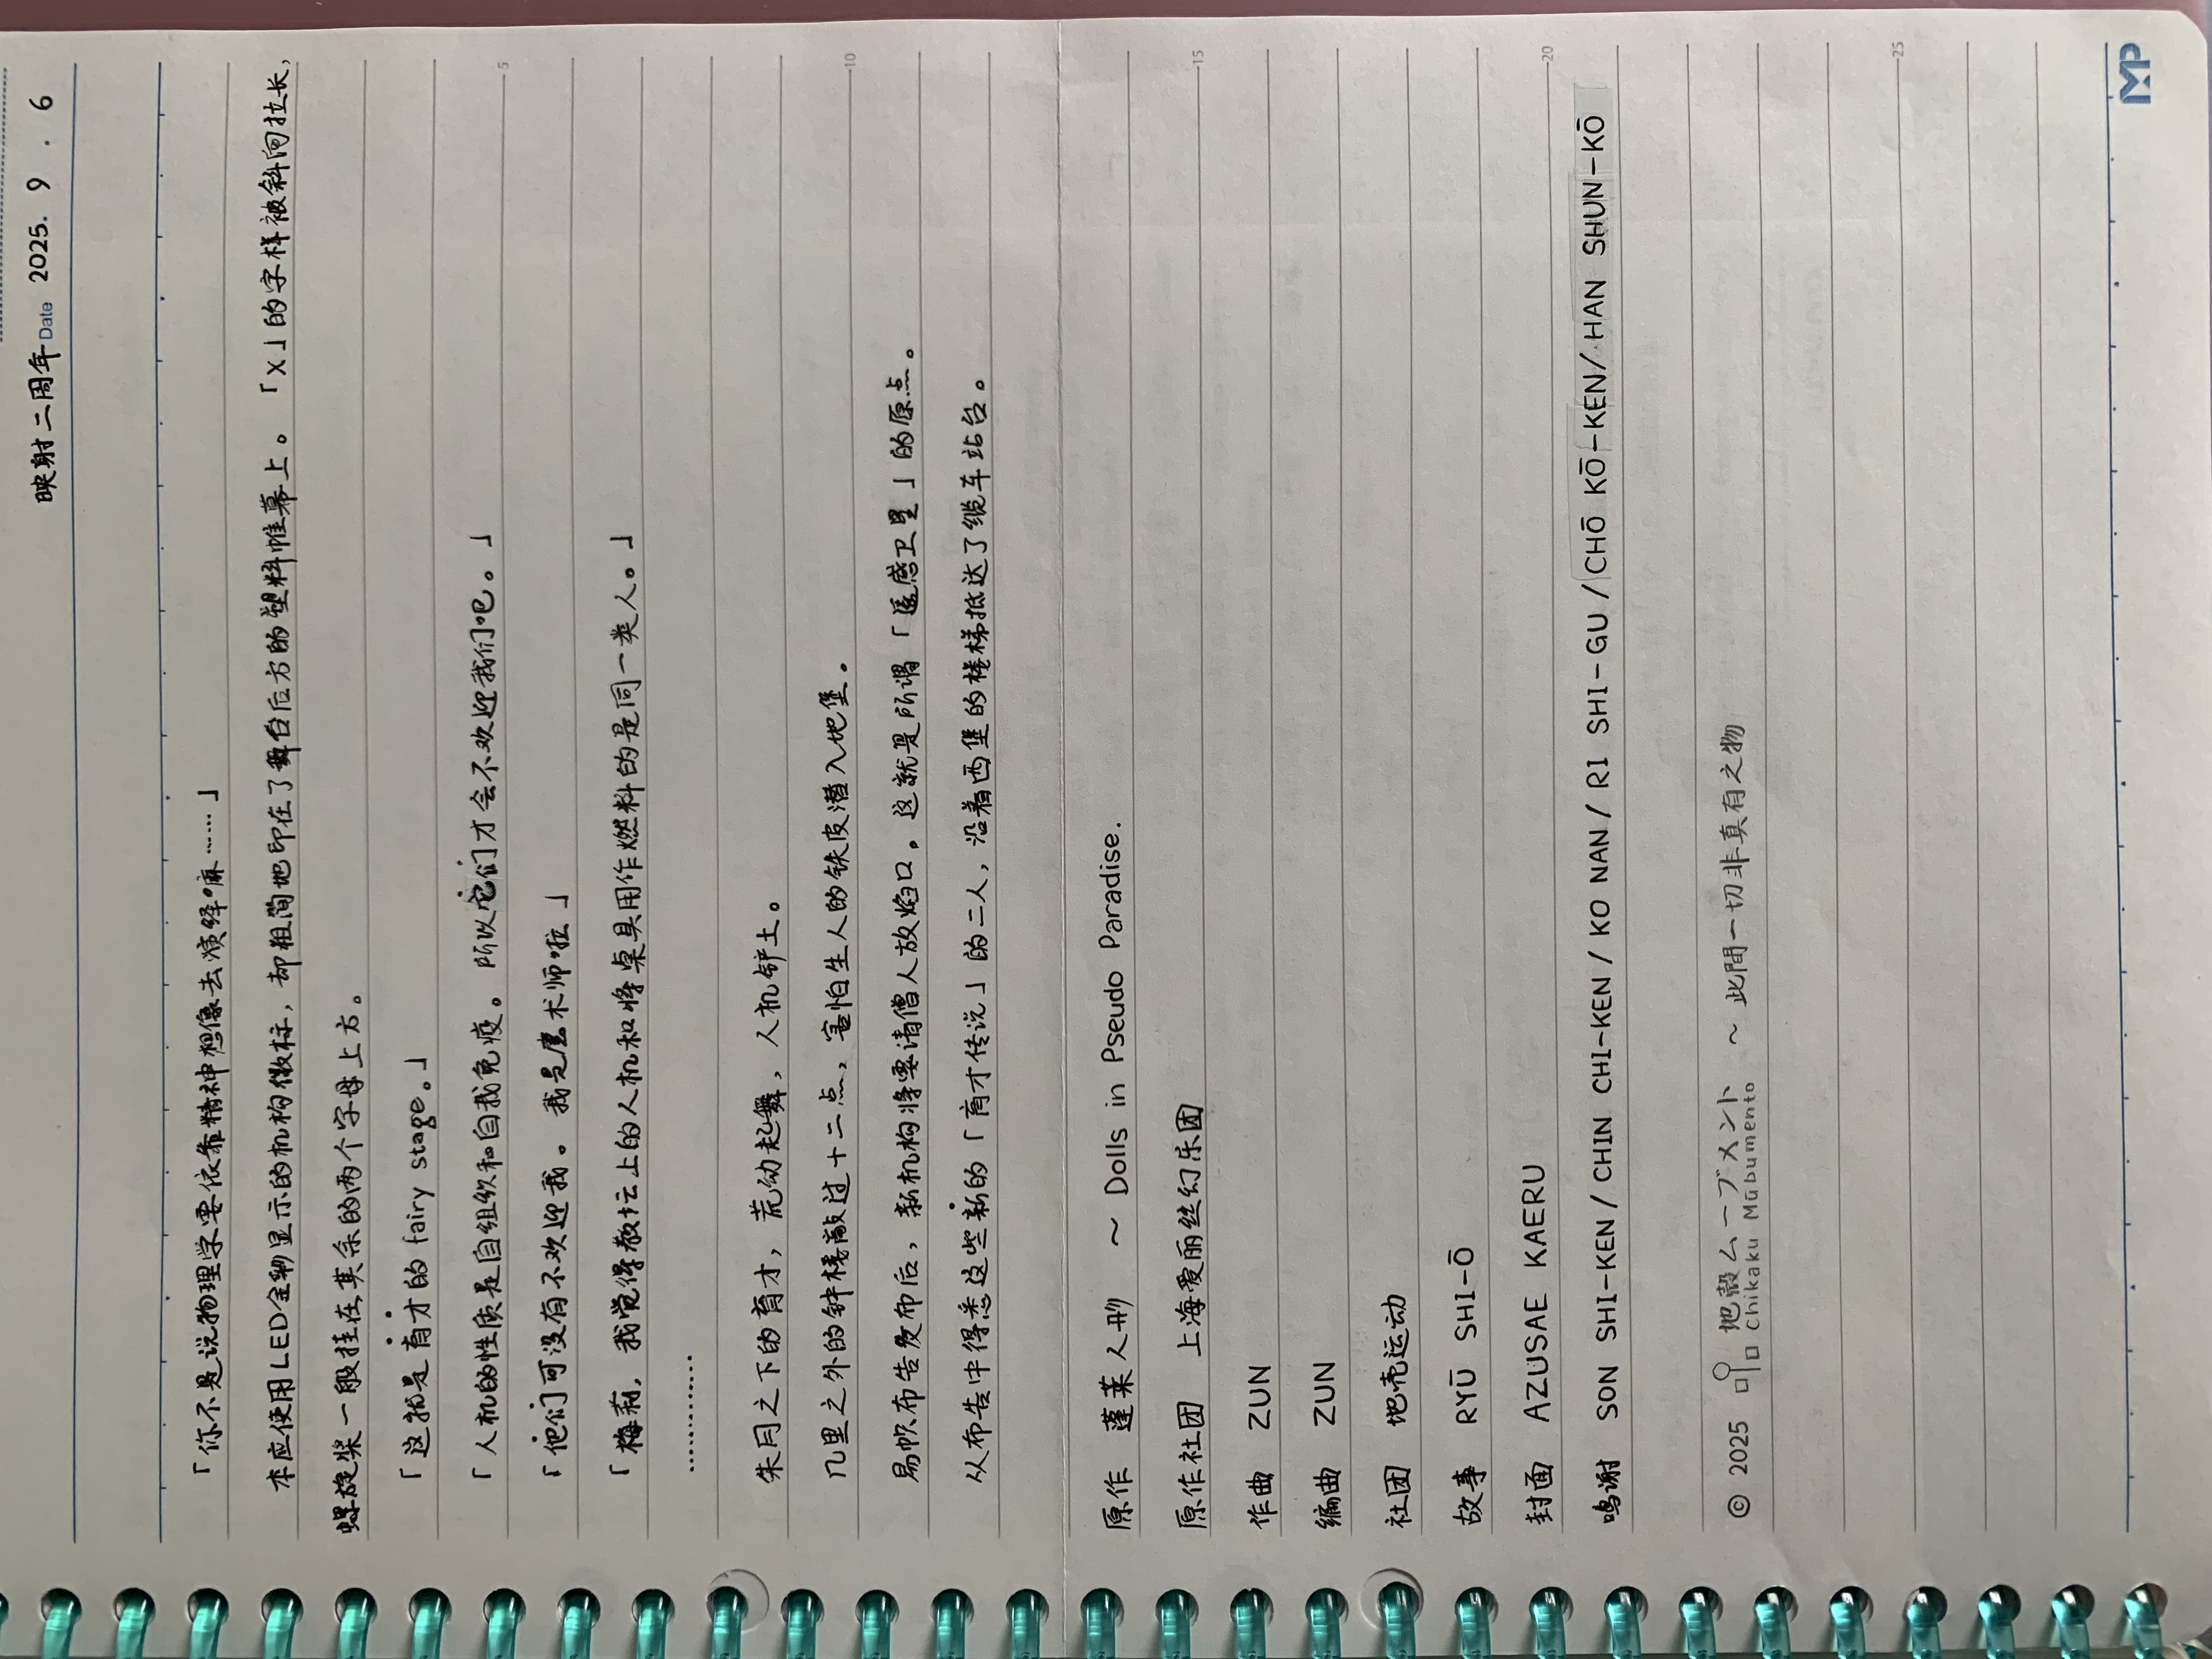 映射二周年 Date 2025. 9 . 6
「你不是说物理学要依靠精神想像去演绎嘛……」
本应使用LED金彩显示的机构徽标，却粗简地印在了舞台后方的塑料帷幕上。「X」的字样被斜向拉长，
螺旋桨一般挂在其余的两个字母上方。
「这就是育才的 fairy stage。」
「人机的性质是自组织和自我免疫。所以它们才会不欢迎我们吧。」
「他们可没有不欢迎我。我是魔术师啦」
「梅莉，我觉得教坛上的人机和将桌具用作燃料的是同一类人。」
…………
朱月之下的育才，荒动起舞，人机铲土。
几里之外的钟楼敲过十二点，害怕生人的铁皮潜入地堡。
易帜布告发布后，新机构将要请僧人放焰口。这就是所谓「遥感卫星」的原点。
从布告中得悉这些新的「育才传说」的二人，沿着西堡的楼梯抵达了缆车站台。
原作 蓬莱人形 ～ Dolls in Pseudo Paradise.
原作社团 上海爱丽丝幻乐团
作曲 ZUN
编曲 ZUN
社团 地壳运动
故事 RYŪ SHI-Ō
封面 AZUSAE KAERU
鸣谢 SON SHI-KEN / CHIN CHI-KEN / KO NAN / RI SHI-GU / CHŌ KŌ-KEN / HAN SHUN-KŌ
© 2025 地殻ムーブメント ～ 此間一切非真有之物
Chikaku Mūbumento
5
10
15
20
25
MP